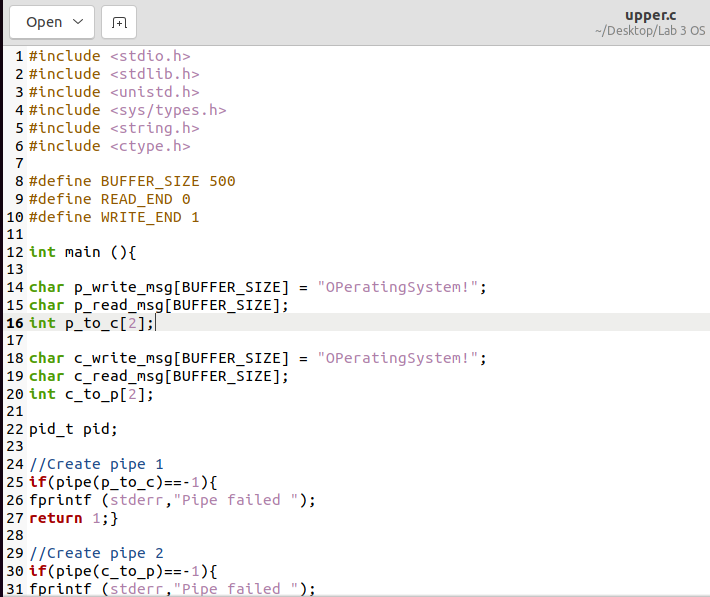 Open
upper.c
~/Desktop/Lab 3 OS
1 #include <stdio.h>
2 #include <stdlib.h>
3 #include <unistd.h>
4 #include <sys/types.h>
5 #include <string.h>
6 #include <ctype.h>
7
8 #define BUFFER_SIZE 500
9 #define READ_END 0
10 #define WRITE_END 1
11
12 int main (){
13
14 char p_write_msg[BUFFER_SIZE] = "OPeratingSystem!";
15 char p_read_msg[BUFFER_SIZE];
16 int p_to_c[2];
17
18 char c_write_msg[BUFFER_SIZE] = "OPeratingSystem!";
19 char c_read_msg[BUFFER_SIZE];
20 int c_to_p[2];
21
22 pid_t pid;
23
24 //Create pipe 1
25 if(pipe(p_to_c)==-1){
26 fprintf (stderr,"Pipe failed ");
27 return 1;}
28
29 //Create pipe 2
30 if(pipe(c_to_p)==-1){
31 fprintf (stderr,"Pipe failed ");